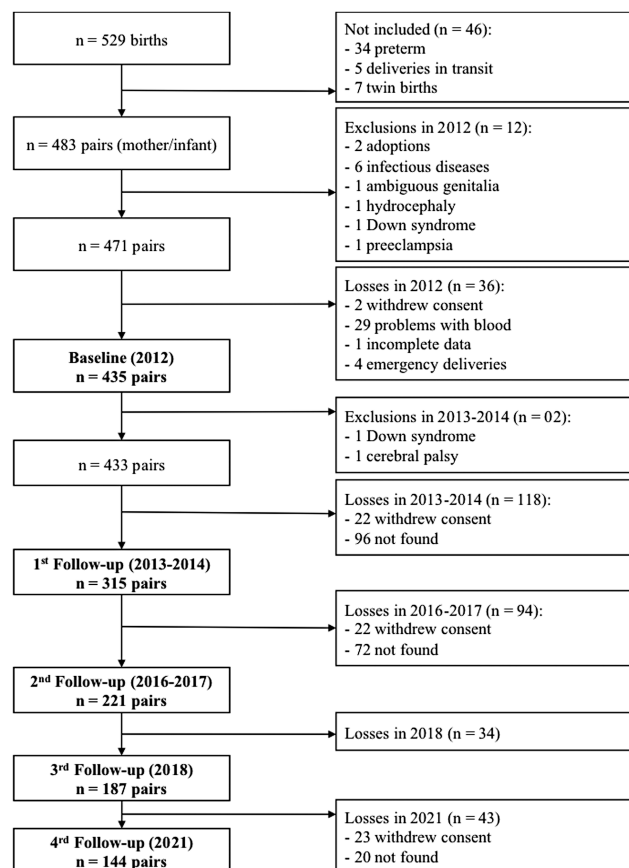 n = 529 births
Not included (n = 46):
- 34 preterm
- 5 deliveries in transit
- 7 twin births
n = 483 pairs (mother/infant)
Exclusions in 2012 (n = 12):
- 2 adoptions
- 6 infectious diseases
- 1 ambiguous genitalia
- 1 hydrocephaly
- 1 Down syndrome
- 1 preeclampsia
n = 471 pairs
Losses in 2012 (n = 36):
- 2 withdrew consent
- 29 problems with blood
- 1 incomplete data
- 4 emergency deliveries
Baseline (2012)
n = 435 pairs
Exclusions in 2013-2014 (n = 02):
- 1 Down syndrome
- 1 cerebral palsy
n = 433 pairs
Losses in 2013-2014 (n = 118):
- 22 withdrew consent
- 96 not found
1st Follow-up (2013-2014)
n = 315 pairs
Losses in 2016-2017 (n = 94):
- 22 withdrew consent
- 72 not found
2nd Follow-up (2016-2017)
n = 221 pairs
Losses in 2018 (n = 34)
3rd Follow-up (2018)
n = 187 pairs
Losses in 2021 (n = 43)
- 23 withdrew consent
- 20 not found
4rd Follow-up (2021)
n = 144 pairs